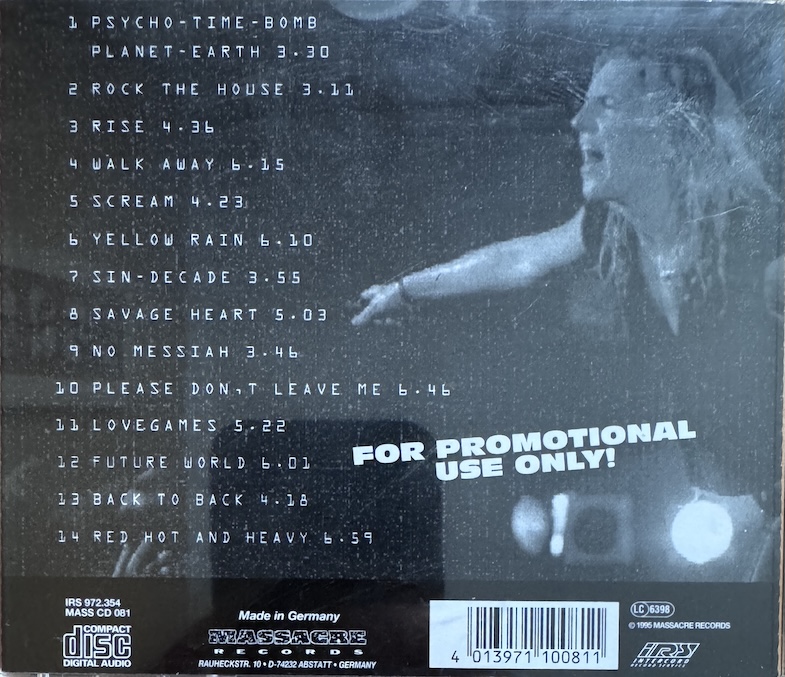 1 PSYCHO-TIME-BOMB
PLANET-EARTH 3.30
2 ROCK THE HOUSE 3.11
3 RISE 4.36
4 WALK AWAY 6.15
5 SCREAM 4.23
6 YELLOW RAIN 6.10
7 SIN-DECADE 3.55
8 SAVAGE HEART 5.03
9 NO MESSIAH 3.46
10 PLEASE DON,T LEAVE ME 6.46
11 LOVEGAMES 5.22
12 FUTURE WORLD 6.01
13 BACK TO BACK 4.18
14 RED HOT AND HEAVY 6.59
FOR PROMOTIONAL
USE ONLY!
IRS 972.354
MASS CD 081
COMPACT
disc
DIGITAL AUDIO
Made in Germany
MASSACRE
RECORDS
RAUHECKSTR. 10 • D-74232 ABSTATT • GERMANY
4 013971 100811
LC 6398
© 1995 MASSACRE RECORDS
IRS
INTERCORD
RECORD SERVICE